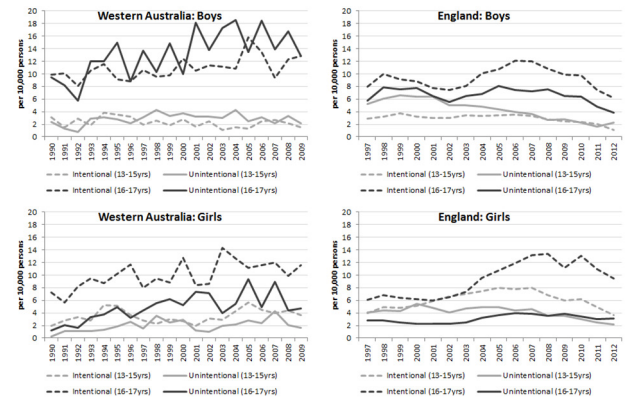 Western Australia: Boys
per 10,000 persons
20
18
16
14
12
10
8
6
4
2
0
1990 1991 1992 1993 1994 1995 1996 1997 1998 1999 2000 2001 2002 2003 2004 2005 2006 2007 2008 2009
Intentional (13-15yrs) Unintentional (13-15yrs)
Intentional (16-17yrs) Unintentional (16-17yrs)
England: Boys
per 10,000 persons
20
18
16
14
12
10
8
6
4
2
0
1997 1998 1999 2000 2001 2002 2003 2004 2005 2006 2007 2008 2009 2010 2011 2012
Intentional (13-15yrs) Unintentional (13-15yrs)
Intentional (16-17yrs) Unintentional (16-17yrs)
Western Australia: Girls
per 10,000 persons
20
18
16
14
12
10
8
6
4
2
0
1990 1991 1992 1993 1994 1995 1996 1997 1998 1999 2000 2001 2002 2003 2004 2005 2006 2007 2008 2009
Intentional (13-15yrs) Unintentional (13-15yrs)
Intentional (16-17yrs) Unintentional (16-17yrs)
England: Girls
per 10,000 persons
20
18
16
14
12
10
8
6
4
2
0
1997 1998 1999 2000 2001 2002 2003 2004 2005 2006 2007 2008 2009 2010 2011 2012
Intentional (13-15yrs) Unintentional (13-15yrs)
Intentional (16-17yrs) Unintentional (16-17yrs)